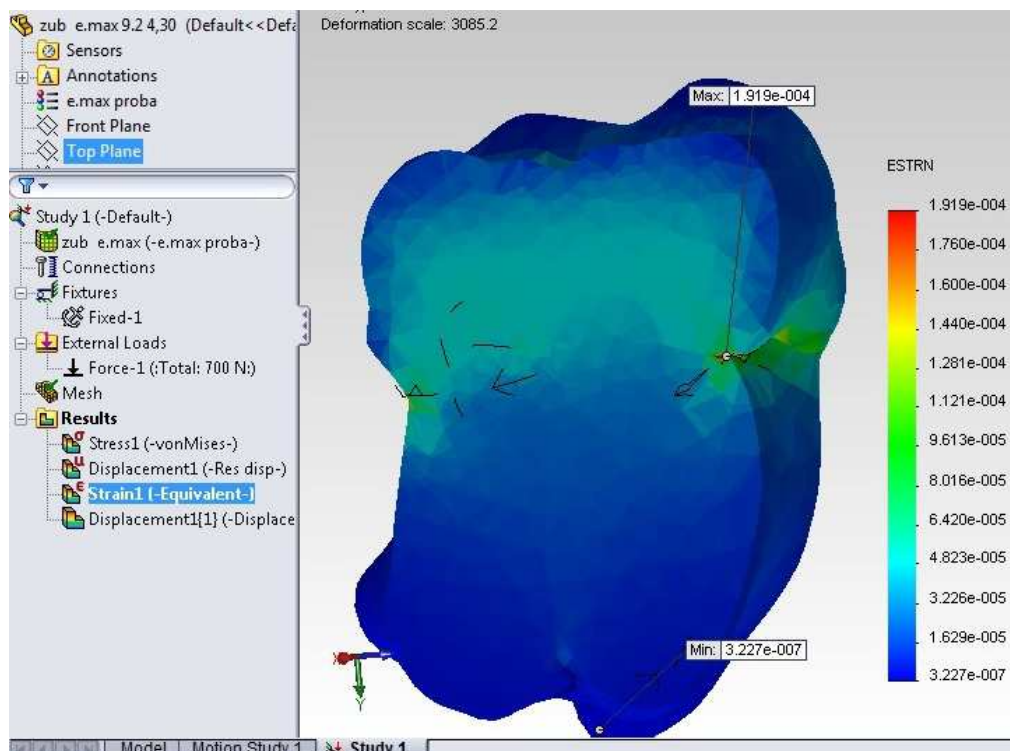 zub e.max 9.2 4,30 (Default<<Defa
Sensors
Annotations
e.max proba
Front Plane
Top Plane
Study 1 (-Default-)
zub e.max (-e.max proba-)
Connections
Fixtures
Fixed-1
External Loads
Force-1 (:Total: 700 N:)
Mesh
Results
Stress1 (-vonMises-)
Displacement1 (-Res disp-)
Strain1 (-Equivalent-)
Displacement1{1} (-Displace
Deformation scale: 3085.2
Max: 1.919e-004
Min: 3.227e-007
X
Y
ESTRN
1.919e-004
1.760e-004
1.600e-004
1.440e-004
1.281e-004
1.121e-004
9.613e-005
8.016e-005
6.420e-005
4.823e-005
3.226e-005
1.629e-005
3.227e-007
Model Motion Study 1 Study 1